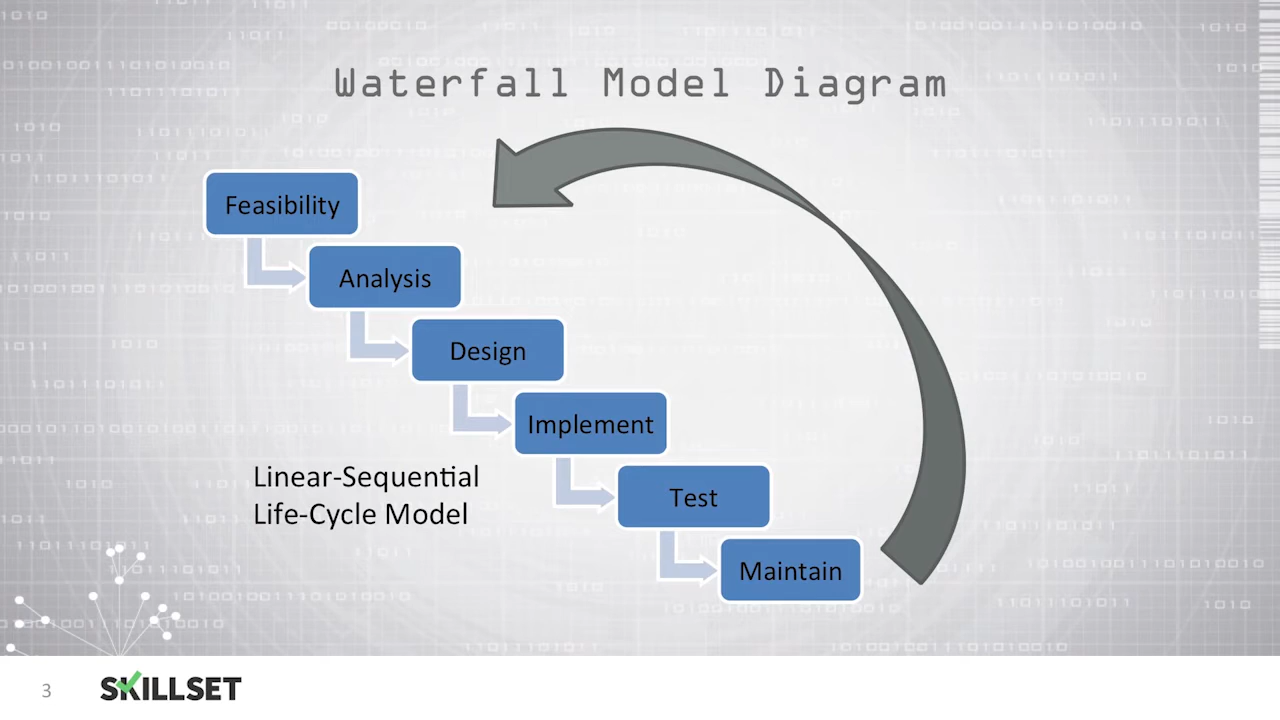 Waterfall Model Diagram
Feasibility
Analysis
Design
Implement
Test
Maintain
Linear-Sequential
Life-Cycle Model
3
SKILLSET